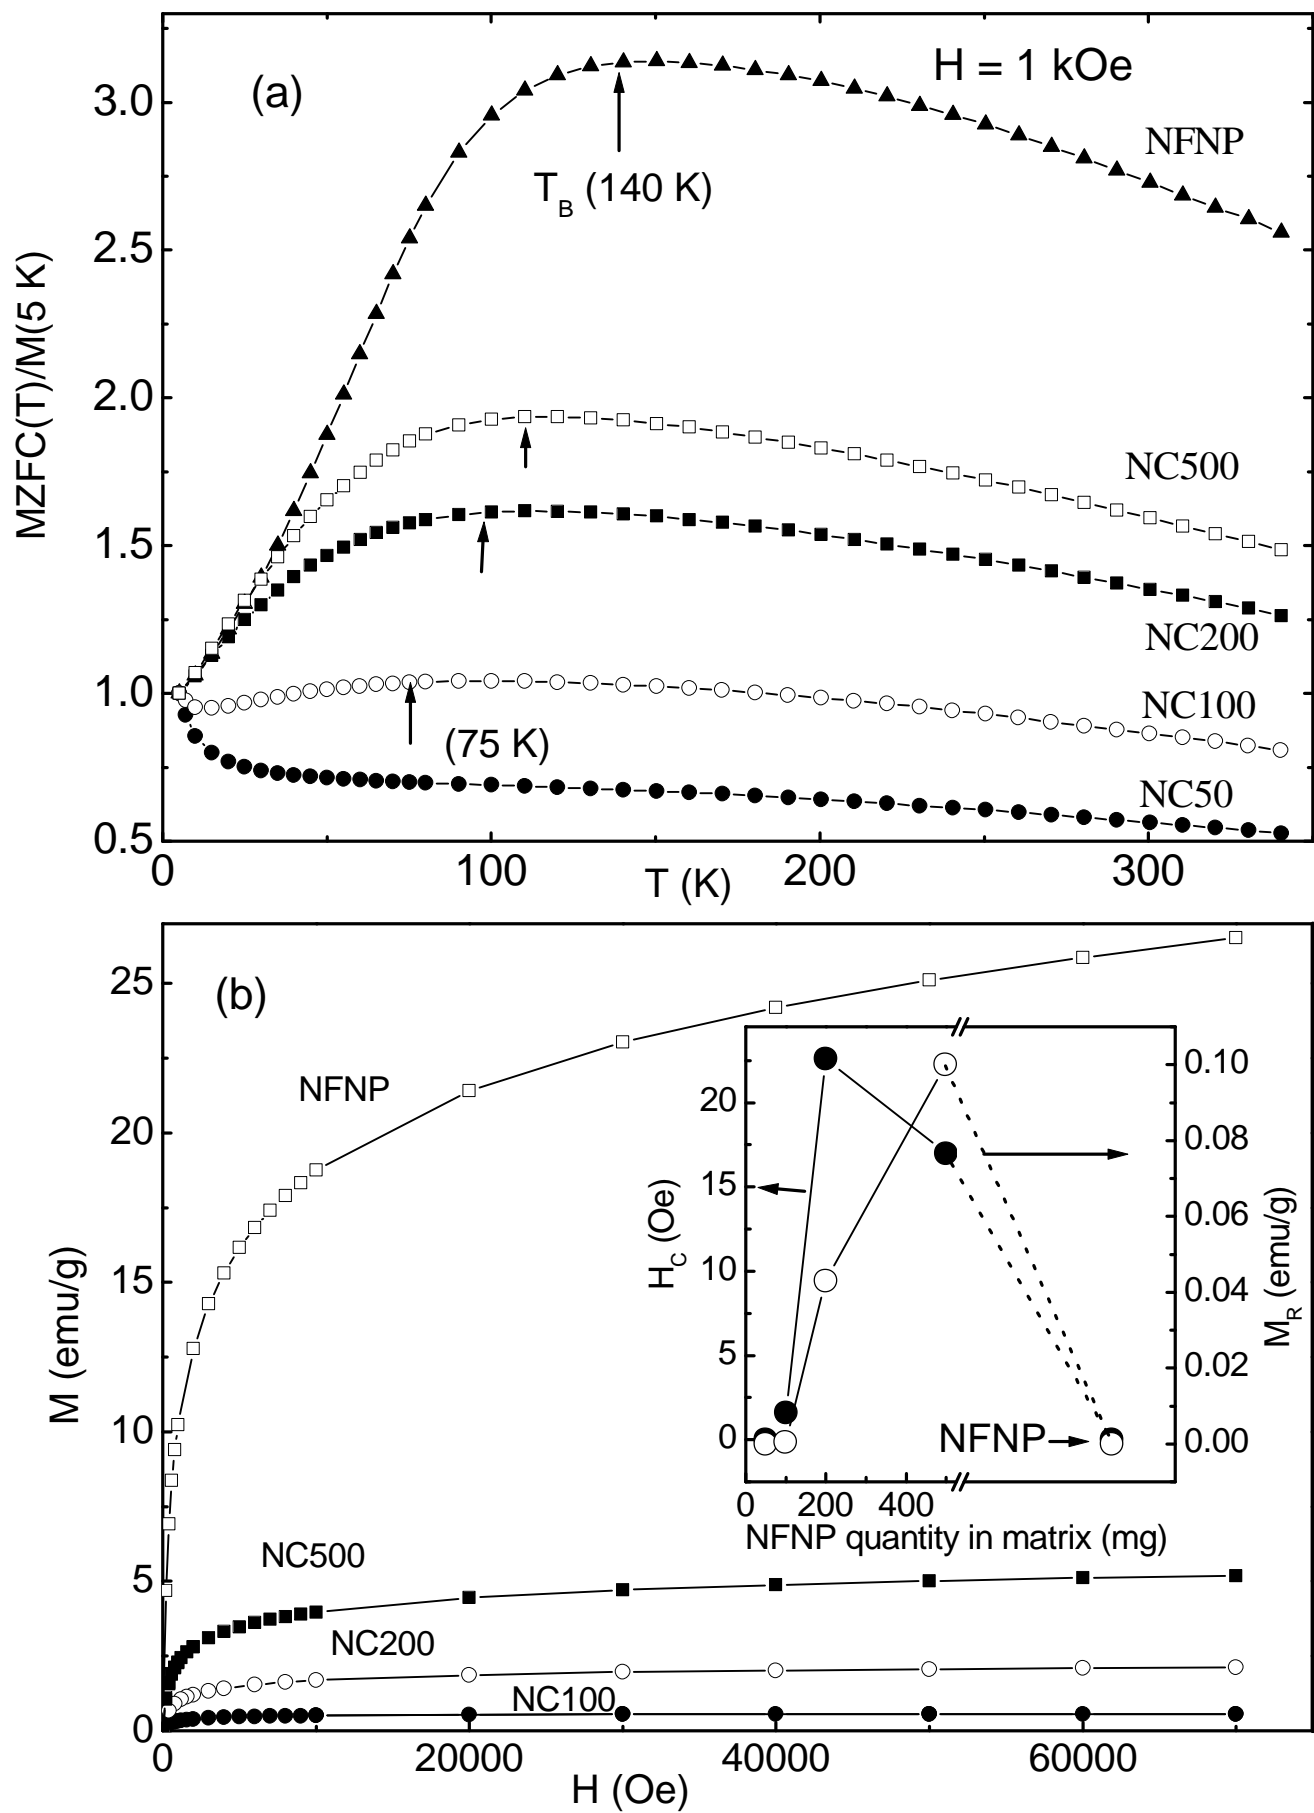 (a)
H = 1 kOe
NFNP
T_B (140 K)
NC500
NC200
NC100
(75 K)
NC50
MZFC(T)/M(5 K)
3.0
2.5
2.0
1.5
1.0
0.5
0 100 200 300
T (K)
(b)
NFNP
NC500
NC200
NC100
M (emu/g)
25
20
15
10
5
0
0 20000 40000 60000
H (Oe)
H_C (Oe)
20
15
10
5
0
M_R (emu/g)
0.10
0.08
0.06
0.04
0.02
0.00
NFNP
0 200 400
NFNP quantity in matrix (mg)